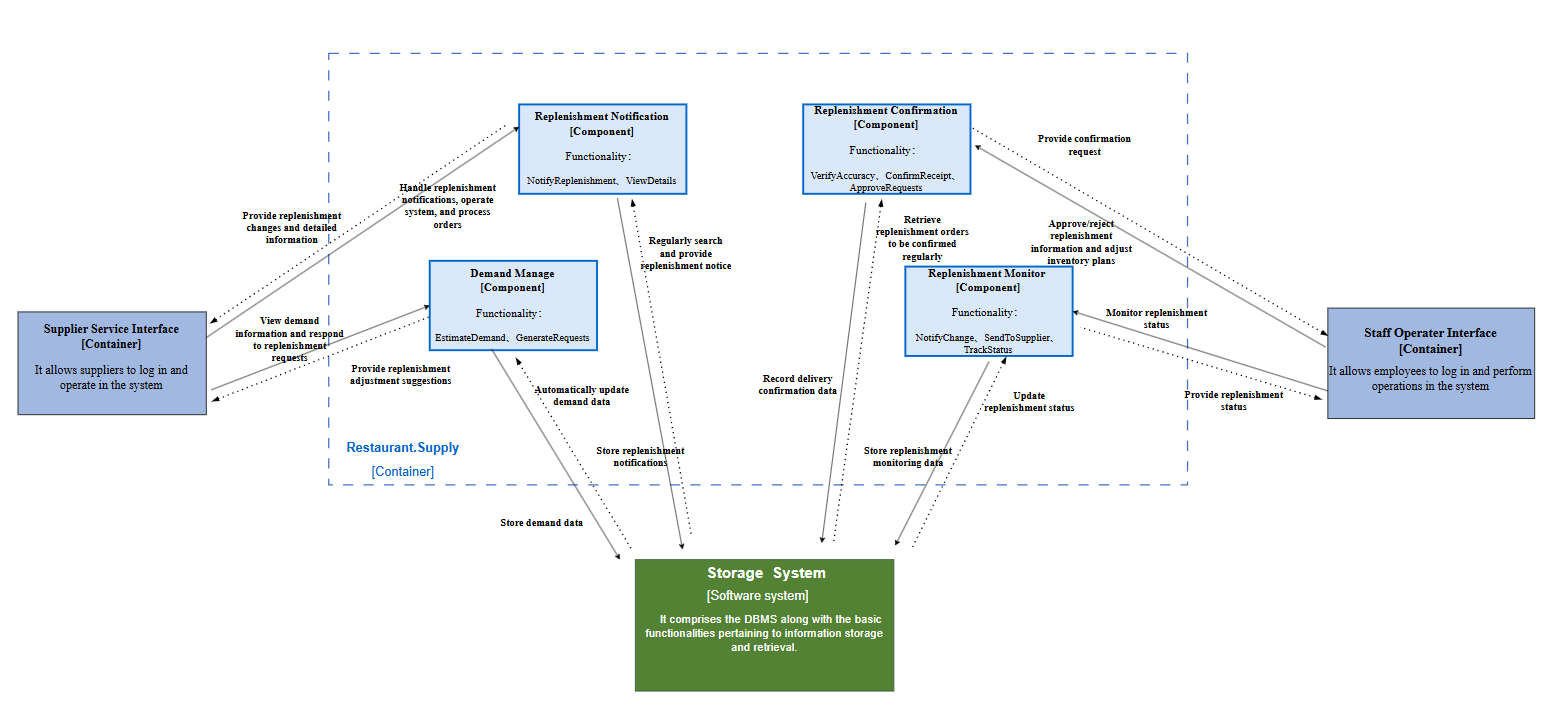 Replenishment Notification
[Component]
Functionality：
NotifyReplenishment、ViewDetails
Replenishment Confirmation
[Component]
Functionality：
VerifyAccuracy、ConfirmReceipt、
ApproveRequests
Provide confirmation
request
Handle replenishment
notifications, operate
system, and process
orders
Provide replenishment
changes and detailed
information
Regularly search
and provide
replenishment notice
Retrieve
replenishment orders
to be confirmed
regularly
Approve/reject
replenishment
information and adjust
inventory plans
Demand Manage
[Component]
Functionality：
EstimateDemand、GenerateRequests
Replenishment Monitor
[Component]
Functionality：
NotifyChange、SendToSupplier、
TrackStatus
Supplier Service Interface
[Container]
It allows suppliers to log in and
operate in the system
View demand
information and respond
to replenishment
requests
Monitor replenishment
status
Staff Operater Interface
[Container]
It allows employees to log in and perform
operations in the system
Provide replenishment
adjustment suggestions
Automatically update
demand data
Record delivery
confirmation data
Update
replenishment status
Provide replenishment
status
Restaurant.Supply
[Container]
Store replenishment
notifications
Store replenishment
monitoring data
Store demand data
Storage System
[Software system]
It comprises the DBMS along with the basic
functionalities pertaining to information storage
and retrieval.